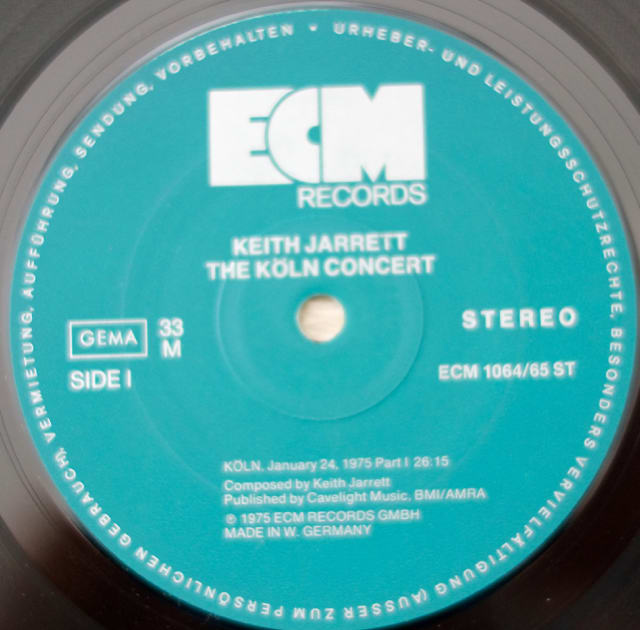 URHEBER- UND LEISTUNGSSCHUTZRECHTE, BESONDERS VERVIELFÄLTIGUNG (AUSSER ZUM PERSÖNLICHEN GEBRAUCH), VERMIETUNG, AUFFÜHRUNG, SENDUNG, VORBEHALTEN •
ECM
RECORDS
KEITH JARRETT
THE KÖLN CONCERT
GEMA
33
M
SIDE I
STEREO
ECM 1064/65 ST
KÖLN, January 24, 1975 Part I 26:15
Composed by Keith Jarrett
Published by Cavelight Music, BMI/AMRA
℗ 1975 ECM RECORDS GMBH
MADE IN W. GERMANY